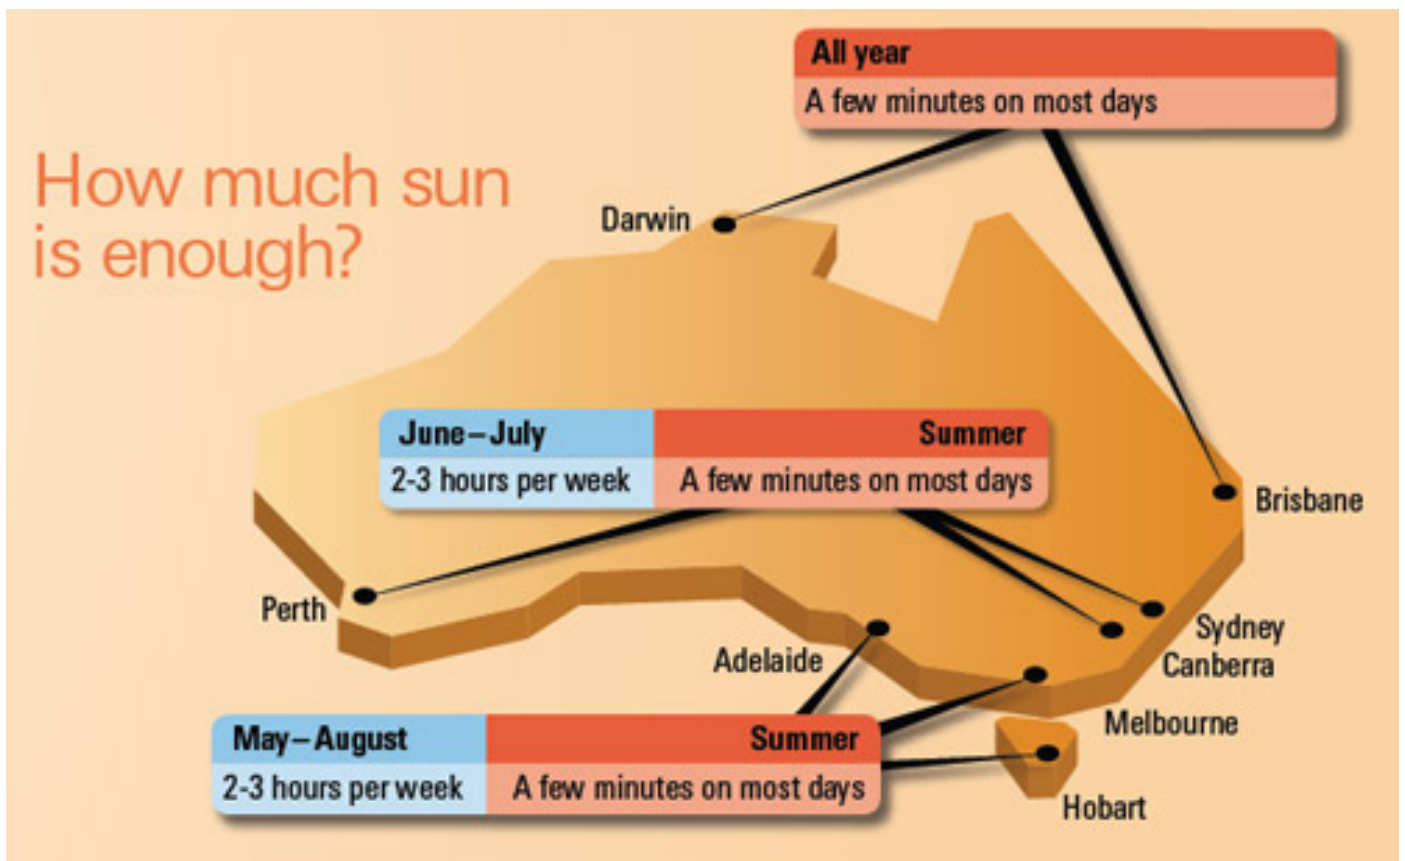 All year
A few minutes on most days
How much sun
is enough?
Darwin
June–July
Summer
2-3 hours per week
A few minutes on most days
Brisbane
Perth
Sydney
Adelaide
Canberra
Melbourne
May–August
Summer
2-3 hours per week
A few minutes on most days
Hobart